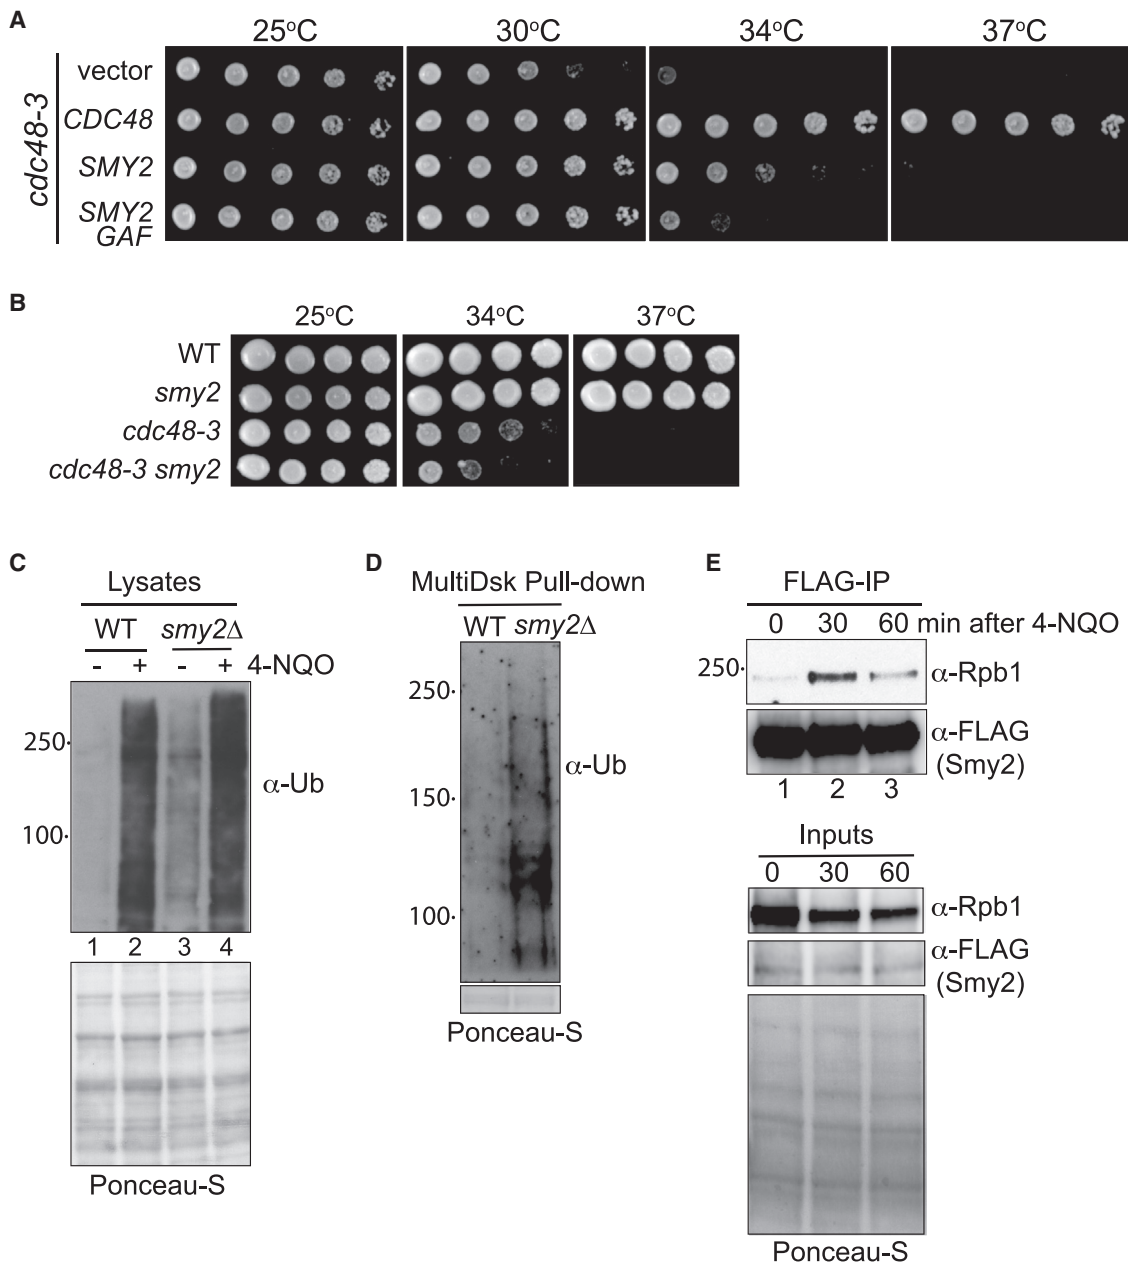 A
25°C 30°C 34°C 37°C
cdc48-3
vector
CDC48
SMY2
SMY2
GAF
B
25°C 34°C 37°C
WT
smy2
cdc48-3
cdc48-3 smy2
C
Lysates
WT smy2Δ
- + - + 4-NQO
250
100
α-Ub
1 2 3 4
Ponceau-S
D
MultiDsk Pull-down
WT smy2Δ
250
150
100
α-Ub
Ponceau-S
E
FLAG-IP
0 30 60 min after 4-NQO
250
α-Rpb1
α-FLAG
(Smy2)
1 2 3
Inputs
0 30 60
α-Rpb1
α-FLAG
(Smy2)
Ponceau-S